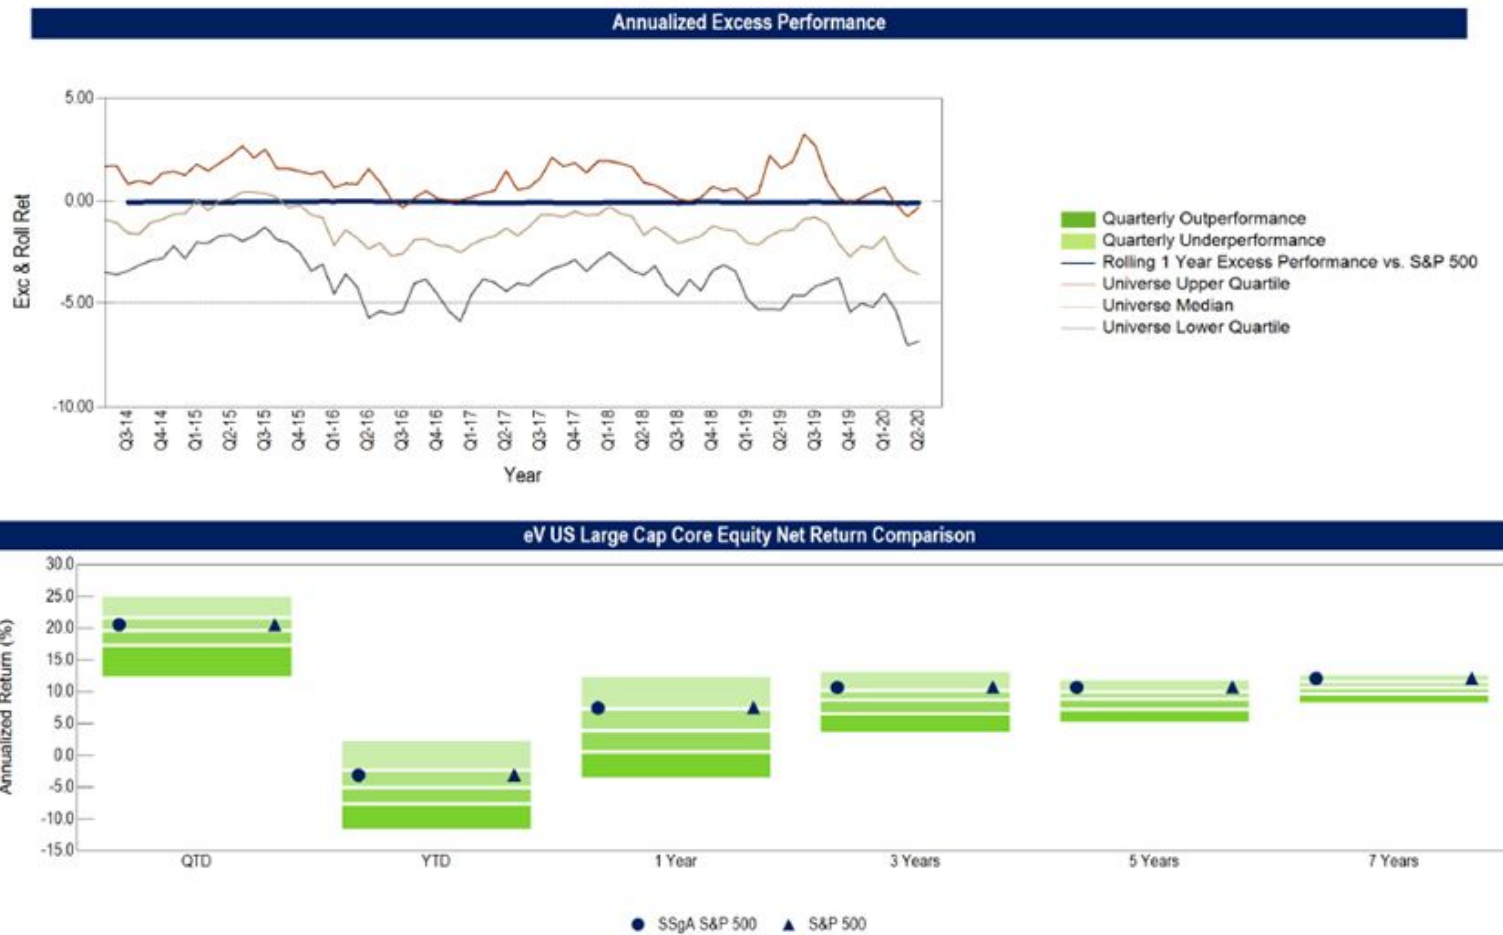 Annualized Excess Performance
5.00
0.00
-5.00
-10.00
Exc & Roll Ret
Q3-14
Q4-14
Q1-15
Q2-15
Q3-15
Q4-15
Q1-16
Q2-16
Q3-16
Q4-16
Q1-17
Q2-17
Q3-17
Q4-17
Q1-18
Q2-18
Q3-18
Q4-18
Q1-19
Q2-19
Q3-19
Q4-19
Q1-20
Q2-20
Year
Quarterly Outperformance
Quarterly Underperformance
Rolling 1 Year Excess Performance vs. S&P 500
Universe Upper Quartile
Universe Median
Universe Lower Quartile
eV US Large Cap Core Equity Net Return Comparison
30.0
25.0
20.0
15.0
10.0
5.0
0.0
-5.0
-10.0
-15.0
Annualized Return (%)
QTD
YTD
1 Year
3 Years
5 Years
7 Years
SSgA S&P 500
S&P 500